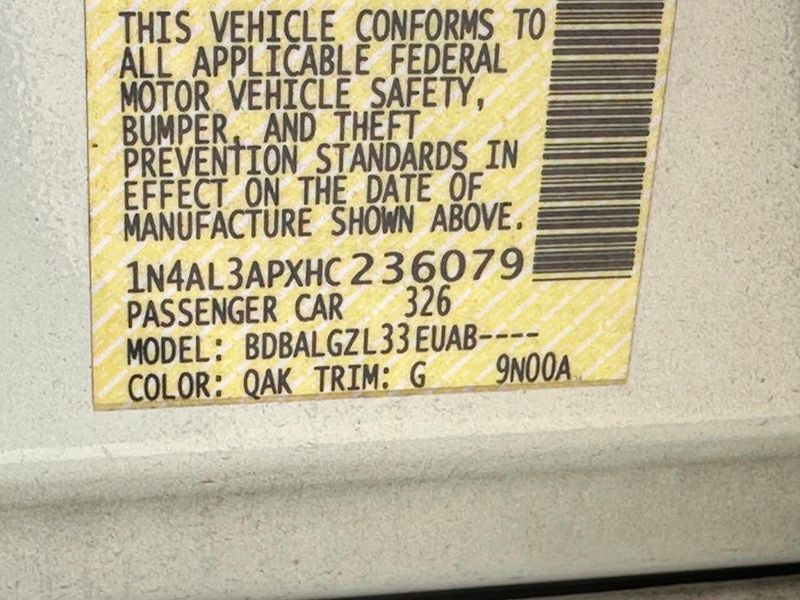 THIS VEHICLE CONFORMS TO
ALL APPLICABLE FEDERAL
MOTOR VEHICLE SAFETY,
BUMPER, AND THEFT
PREVENTION STANDARDS IN
EFFECT ON THE DATE OF
MANUFACTURE SHOWN ABOVE.
1N4AL3APXHC236079
PASSENGER CAR 326
MODEL: BDBALGZL33EUAB----
COLOR: QAK TRIM: G 9N00A